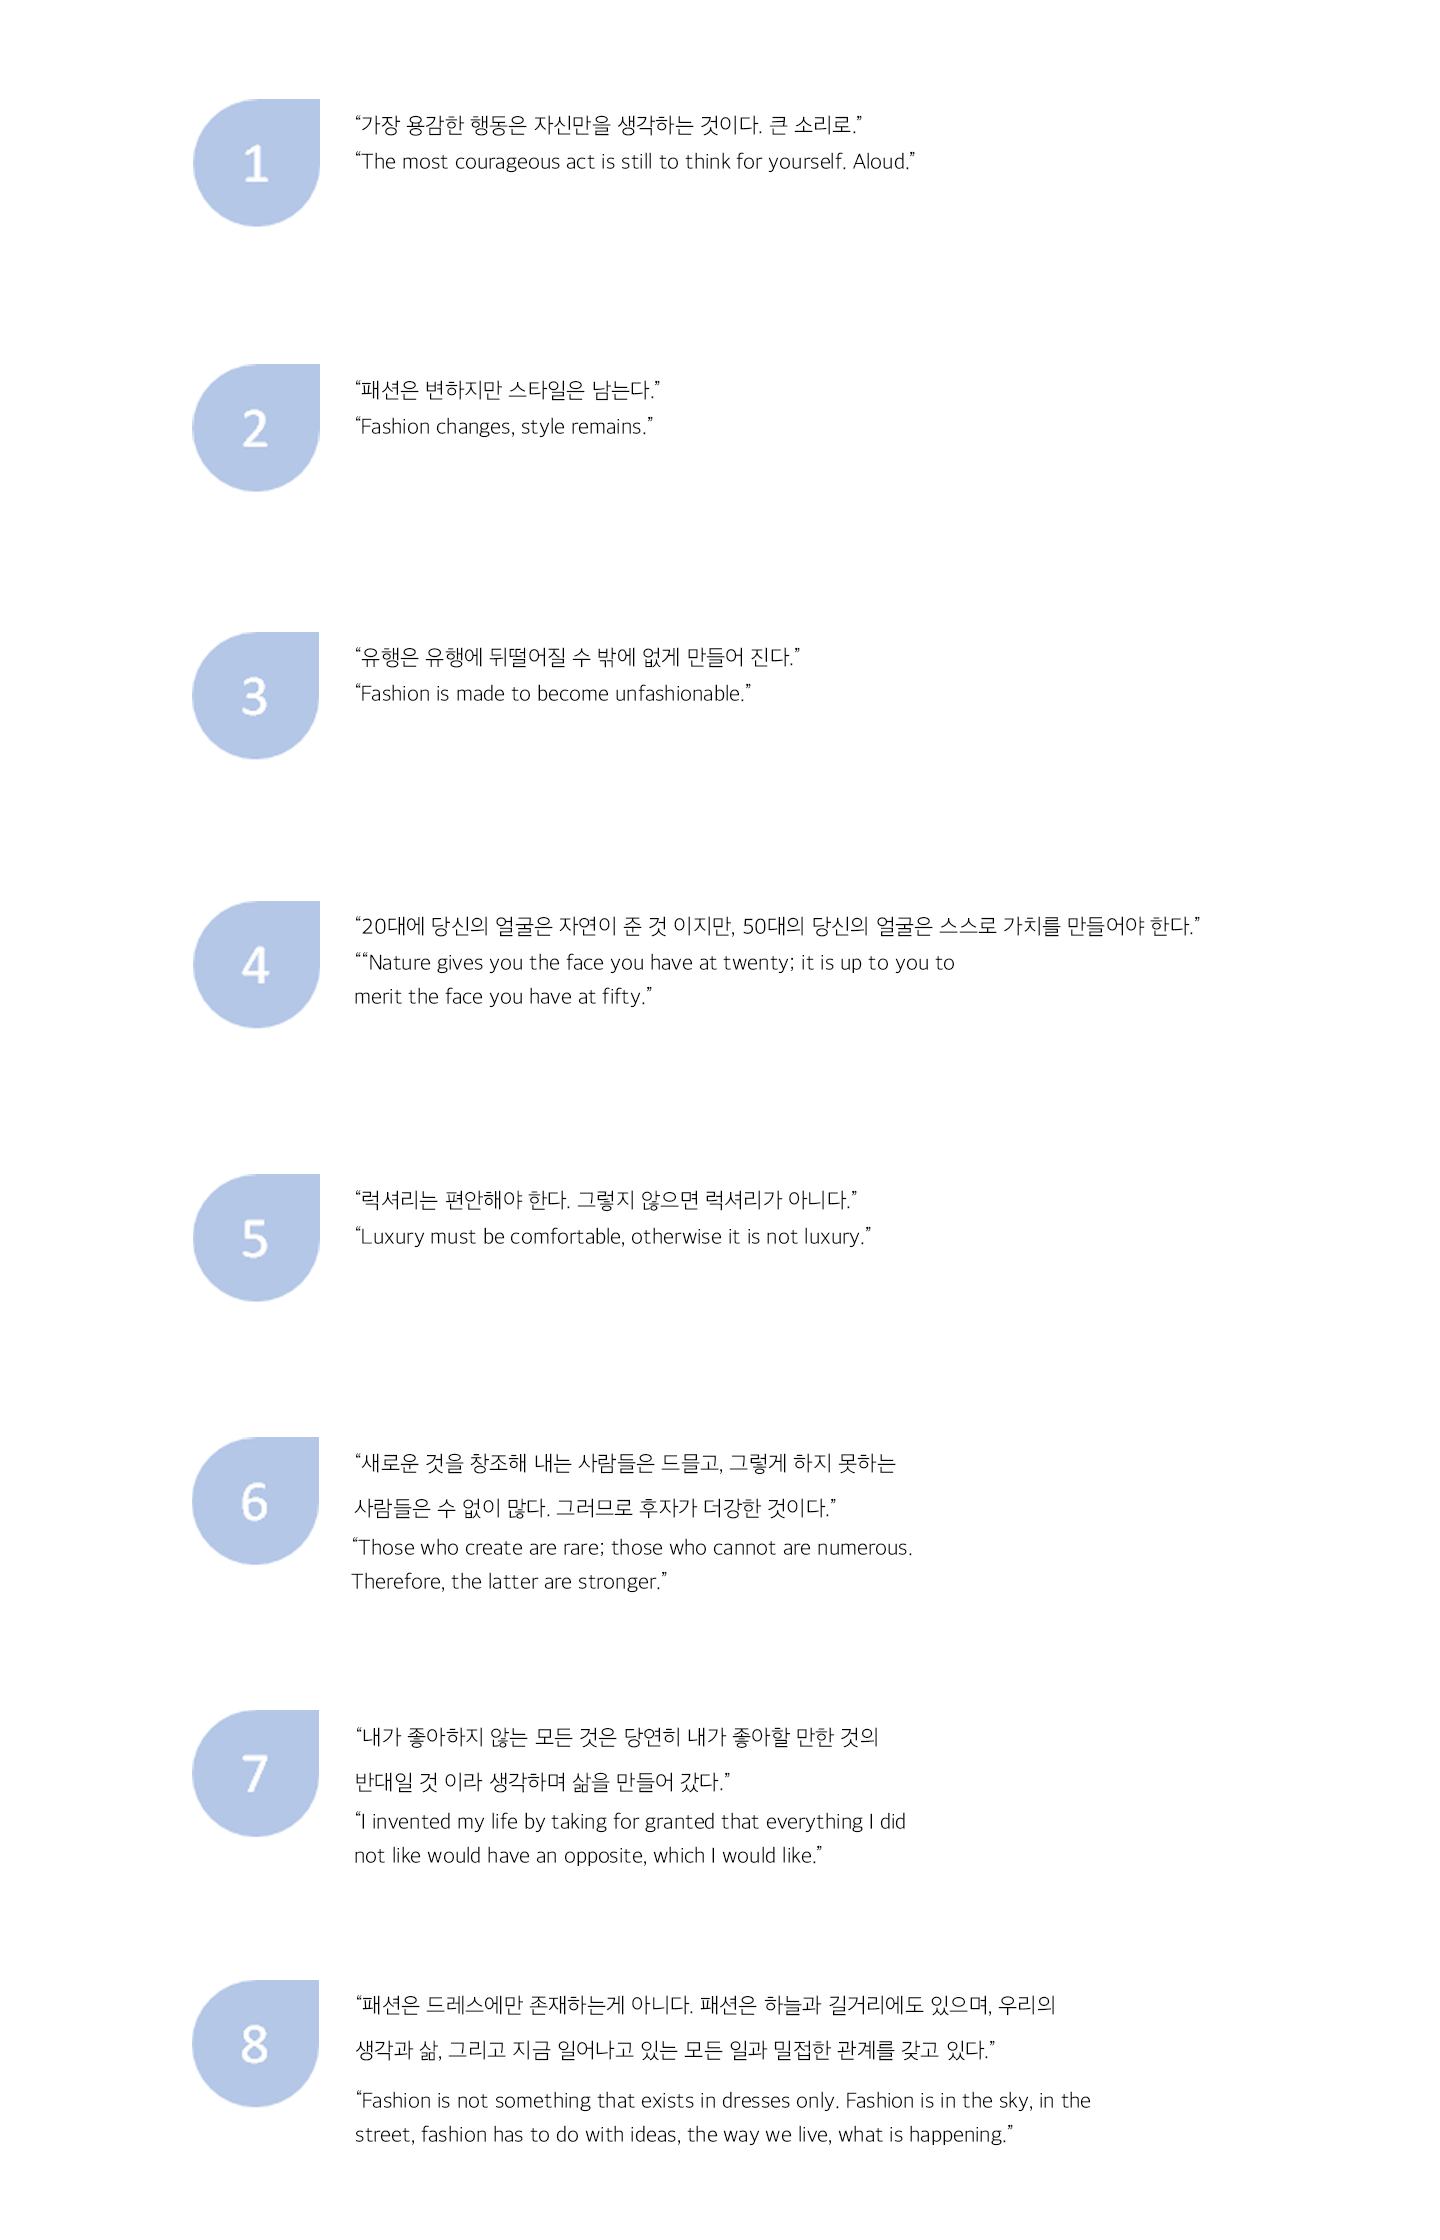 1
“가장 용감한 행동은 자신만을 생각하는 것이다. 큰 소리로.”
“The most courageous act is still to think for yourself. Aloud.”
2
“패션은 변하지만 스타일은 남는다.”
“Fashion changes, style remains.”
3
“유행은 유행에 뒤떨어질 수 밖에 없게 만들어 진다.”
“Fashion is made to become unfashionable.”
4
“20대에 당신의 얼굴은 자연이 준 것 이지만, 50대의 당신의 얼굴은 스스로 가치를 만들어야 한다.”
““Nature gives you the face you have at twenty; it is up to you to
merit the face you have at fifty.”
5
“럭셔리는 편안해야 한다. 그렇지 않으면 럭셔리가 아니다.”
“Luxury must be comfortable, otherwise it is not luxury.”
6
“새로운 것을 창조해 내는 사람들은 드믈고, 그렇게 하지 못하는
사람들은 수 없이 많다. 그러므로 후자가 더강한 것이다.”
“Those who create are rare; those who cannot are numerous.
Therefore, the latter are stronger.”
7
“내가 좋아하지 않는 모든 것은 당연히 내가 좋아할 만한 것의
반대일 것 이라 생각하며 삶을 만들어 갔다.”
“I invented my life by taking for granted that everything I did
not like would have an opposite, which I would like.”
8
“패션은 드레스에만 존재하는게 아니다. 패션은 하늘과 길거리에도 있으며, 우리의
생각과 삶, 그리고 지금 일어나고 있는 모든 일과 밀접한 관계를 갖고 있다.”
“Fashion is not something that exists in dresses only. Fashion is in the sky, in the
street, fashion has to do with ideas, the way we live, what is happening.”